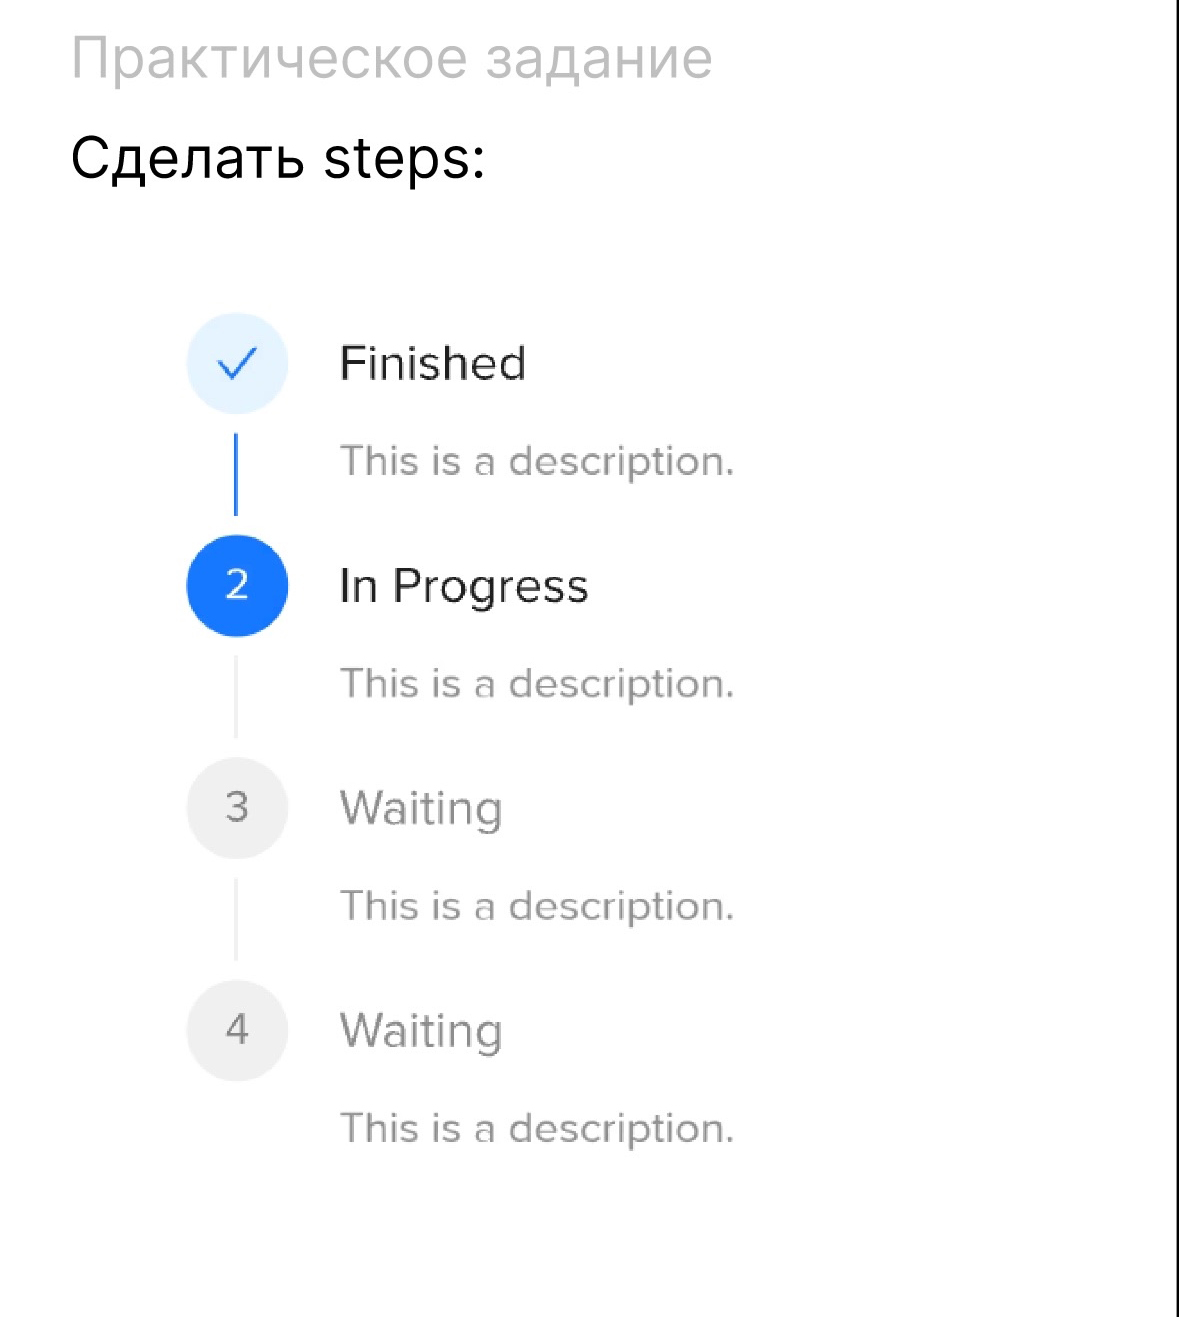 Практическое задание
Сделать steps:
Finished
This is a description.
2 In Progress
This is a description.
3 Waiting
This is a description.
4 Waiting
This is a description.